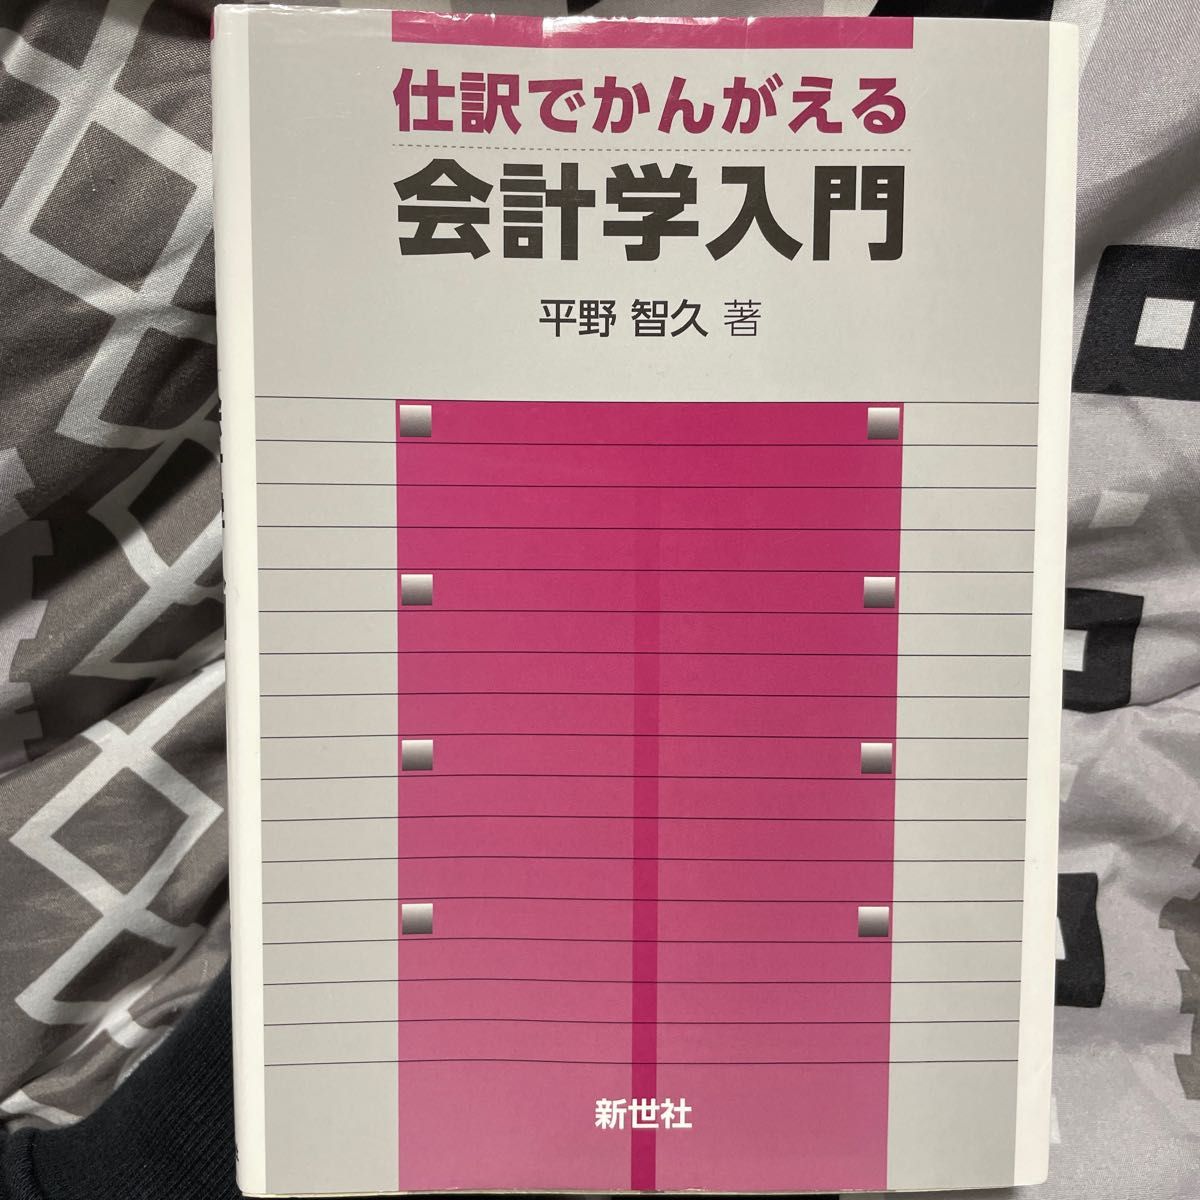 仕訳でかんがえる
会計学入門
平野 智久 著
新世社